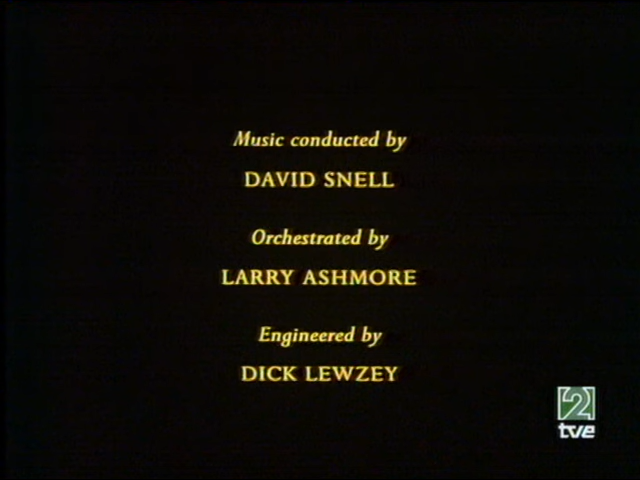 Music conducted by
DAVID SNELL
Orchestrated by
LARRY ASHMORE
Engineered by
DICK LEWZEY
2
tve